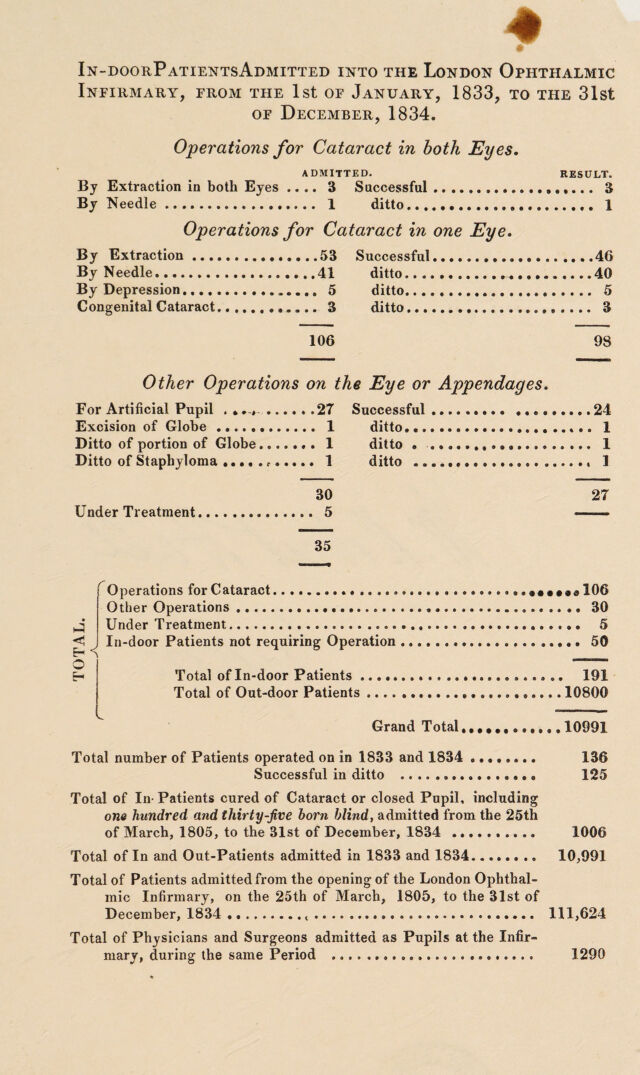 In-door Patients Admitted into the London Ophthalmic
Infirmary, from the 1st of January, 1833, to the 31st
of December, 1834.
Operations for Cataract in both Eyes.
ADMITTED. RESULT.
By Extraction in both Eyes .... 3 Successful ................... 3
By Needle .................. 1 ditto...................... 1
Operations for Cataract in one Eye.
By Extraction ...............53 Successful...................46
By Needle...................41 ditto......................40
By Depression................ 5 ditto...................... 5
Congenital Cataract............ 3 ditto...................... 3
106 98
Other Operations on the Eye or Appendages.
For Artificial Pupil ...........27 Successful ......... .........24
Excision of Globe ............ 1 ditto...................... 1
Ditto of portion of Globe....... 1 ditto . ................... 1
Ditto of Staphyloma ........... 1 ditto ..................... 1
30 27
Under Treatment.............. 5
35
TOTAL.
Operations for Cataract....................................106
Other Operations ........................................ 30
Under Treatment......................................... 5
In-door Patients not requiring Operation ..................... 50
Total of In-door Patients ........................ 191
Total of Out-door Patients .......................10800
Grand Total............10991
Total number of Patients operated on in 1833 and 1834 ........ 136
Successful in ditto ................ 125
Total of In-Patients cured of Cataract or closed Pupil, including
one hundred and thirty-five born blind, admitted from the 25th
of March, 1805, to the 31st of December, 1834 .......... 1006
Total of In and Out-Patients admitted in 1833 and 1834........ 10,991
Total of Patients admitted from the opening of the London Ophthal-
mic Infirmary, on the 25th of March, 1805, to the 31st of
December, 1834 .................................... 111,624
Total of Physicians and Surgeons admitted as Pupils at the Infir-
mary, during the same Period ........................ 1290